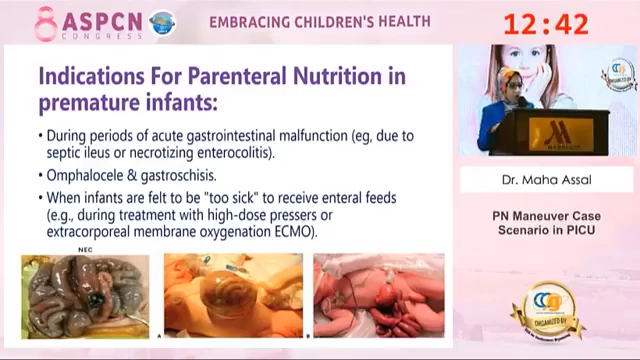 8 ASPCN
CONGRESS
EMBRACING CHILDREN'S HEALTH
12:42
Indications For Parenteral Nutrition in
premature infants:
• During periods of acute gastrointestinal malfunction (eg, due to
septic ileus or necrotizing enterocolitis).
• Omphalocele & gastroschisis.
• When infants are felt to be "too sick" to receive enteral feeds
(e.g., during treatment with high-dose pressers or
extracorporeal membrane oxygenation ECMO).
NEC
A
B
Dr. Maha Assal
PN Maneuver Case
Scenario in PICU
MARRIOTT
ORGANIZED BY